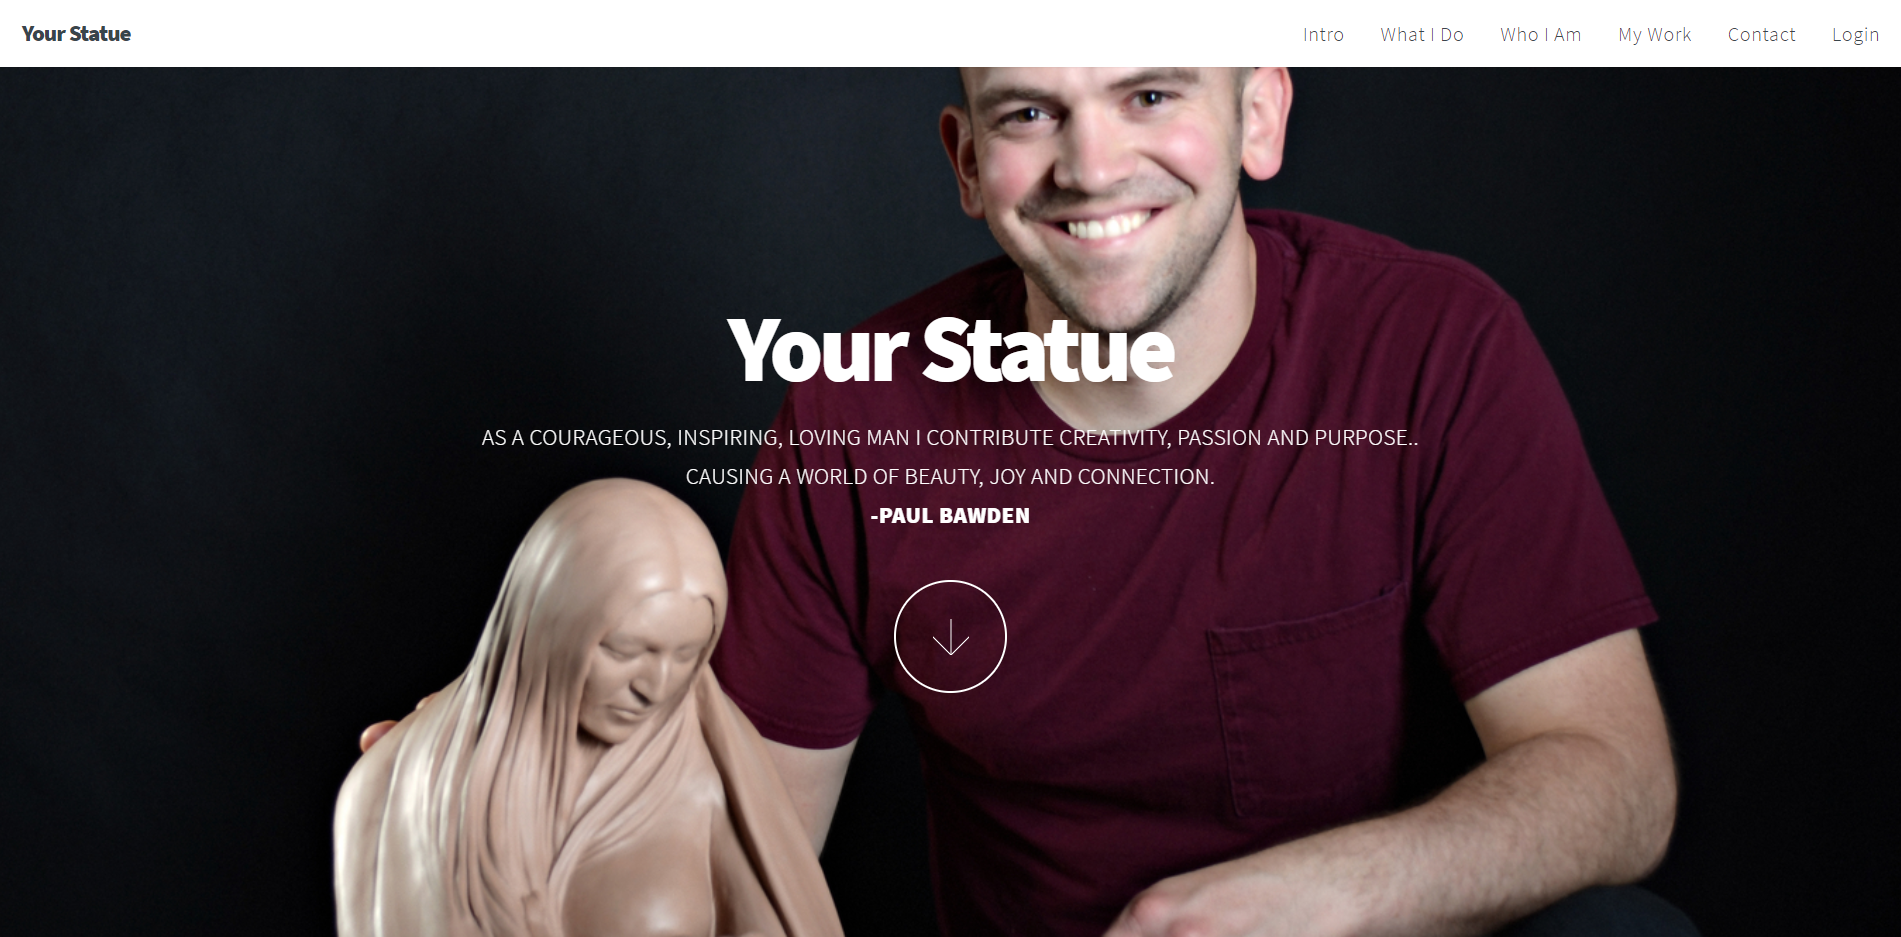 Your Statue
Intro
What I Do
Who I Am
My Work
Contact
Login
Your Statue
AS A COURAGEOUS, INSPIRING, LOVING MAN I CONTRIBUTE CREATIVITY, PASSION AND PURPOSE..
CAUSING A WORLD OF BEAUTY, JOY AND CONNECTION.
-PAUL BAWDEN